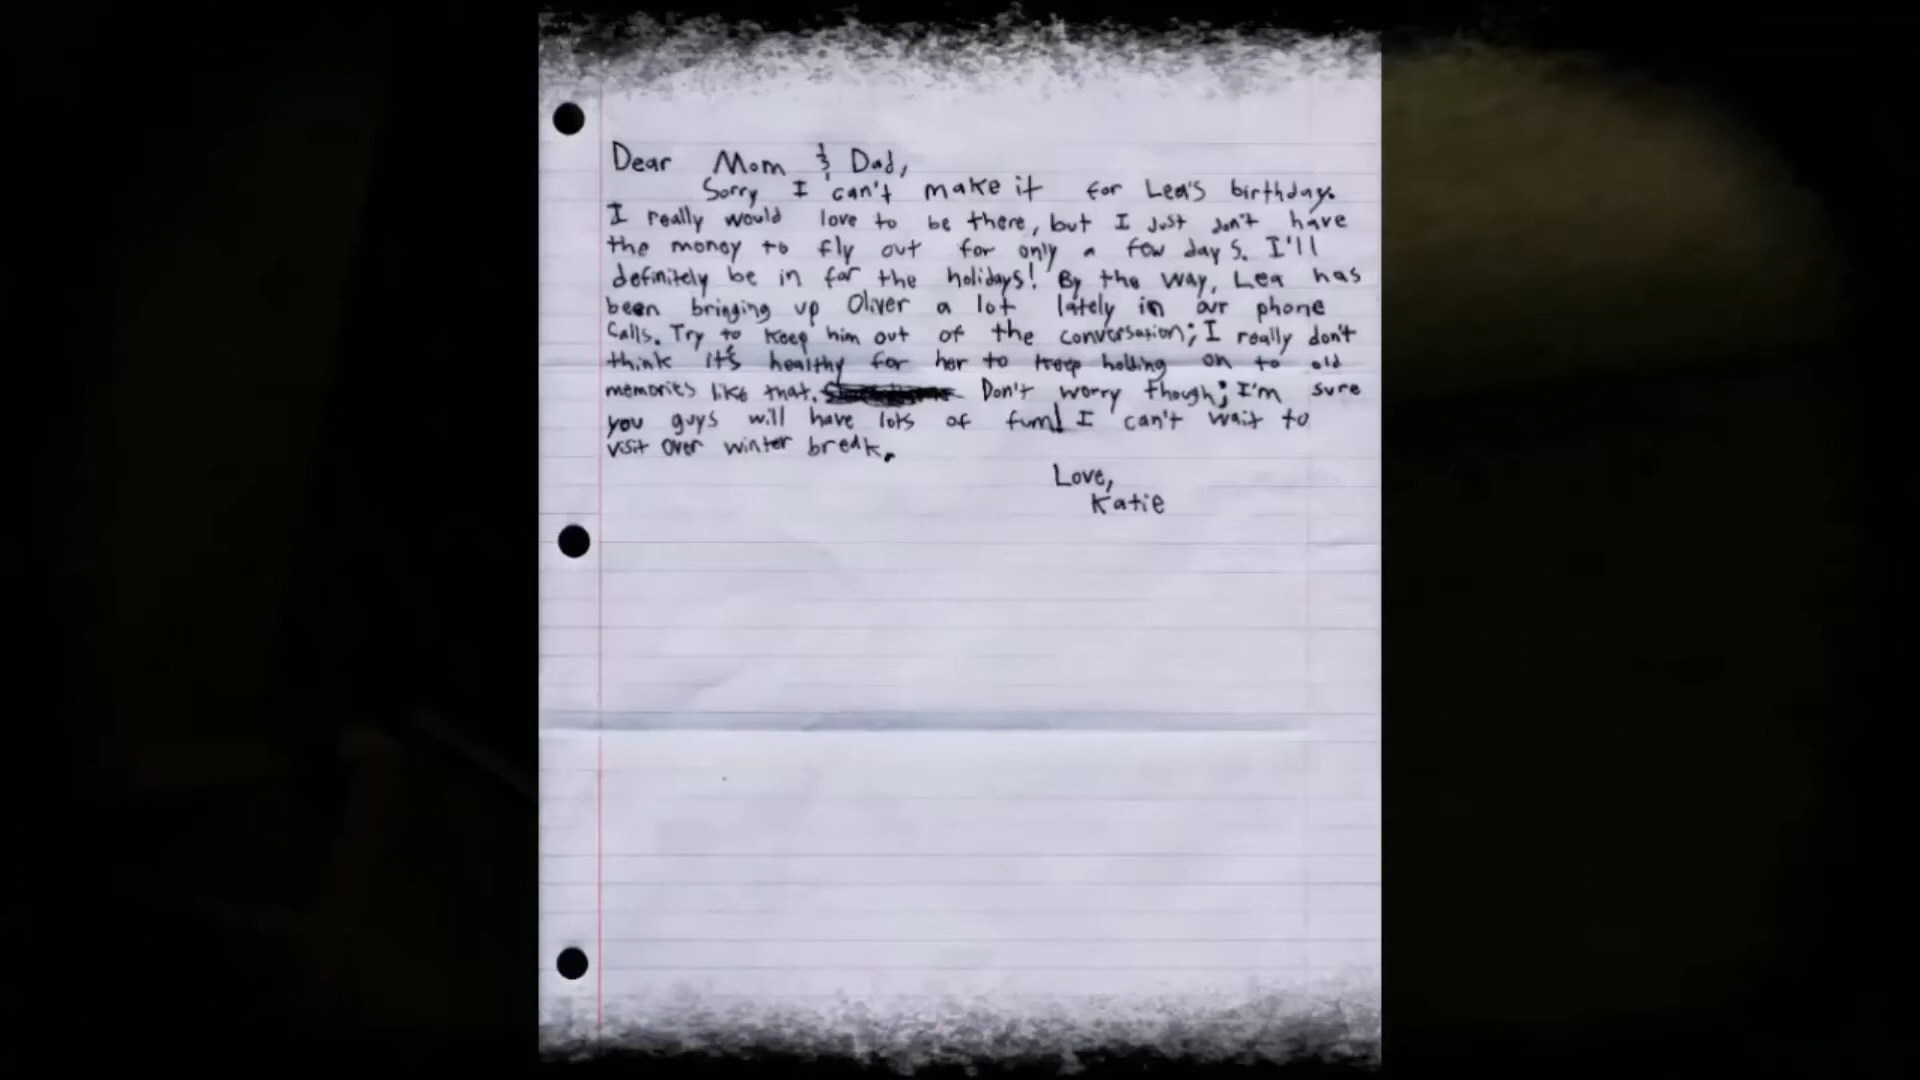 Dear Mom & Dad,
Sorry I can't make it for Lea's birthday.
I really would love to be there, but I just don't have
the money to fly out for only a few days. I'll
definitely be in for the holidays! By the way, Lea has
been bringing up Oliver a lot lately in our phone
calls. Try to keep him out of the conversation; I really don't
think it's healthy for her to keep holding on to old
memories like that. Don't worry though; I'm sure
you guys will have lots of fun! I can't wait to
visit over winter break.
Love,
Katie